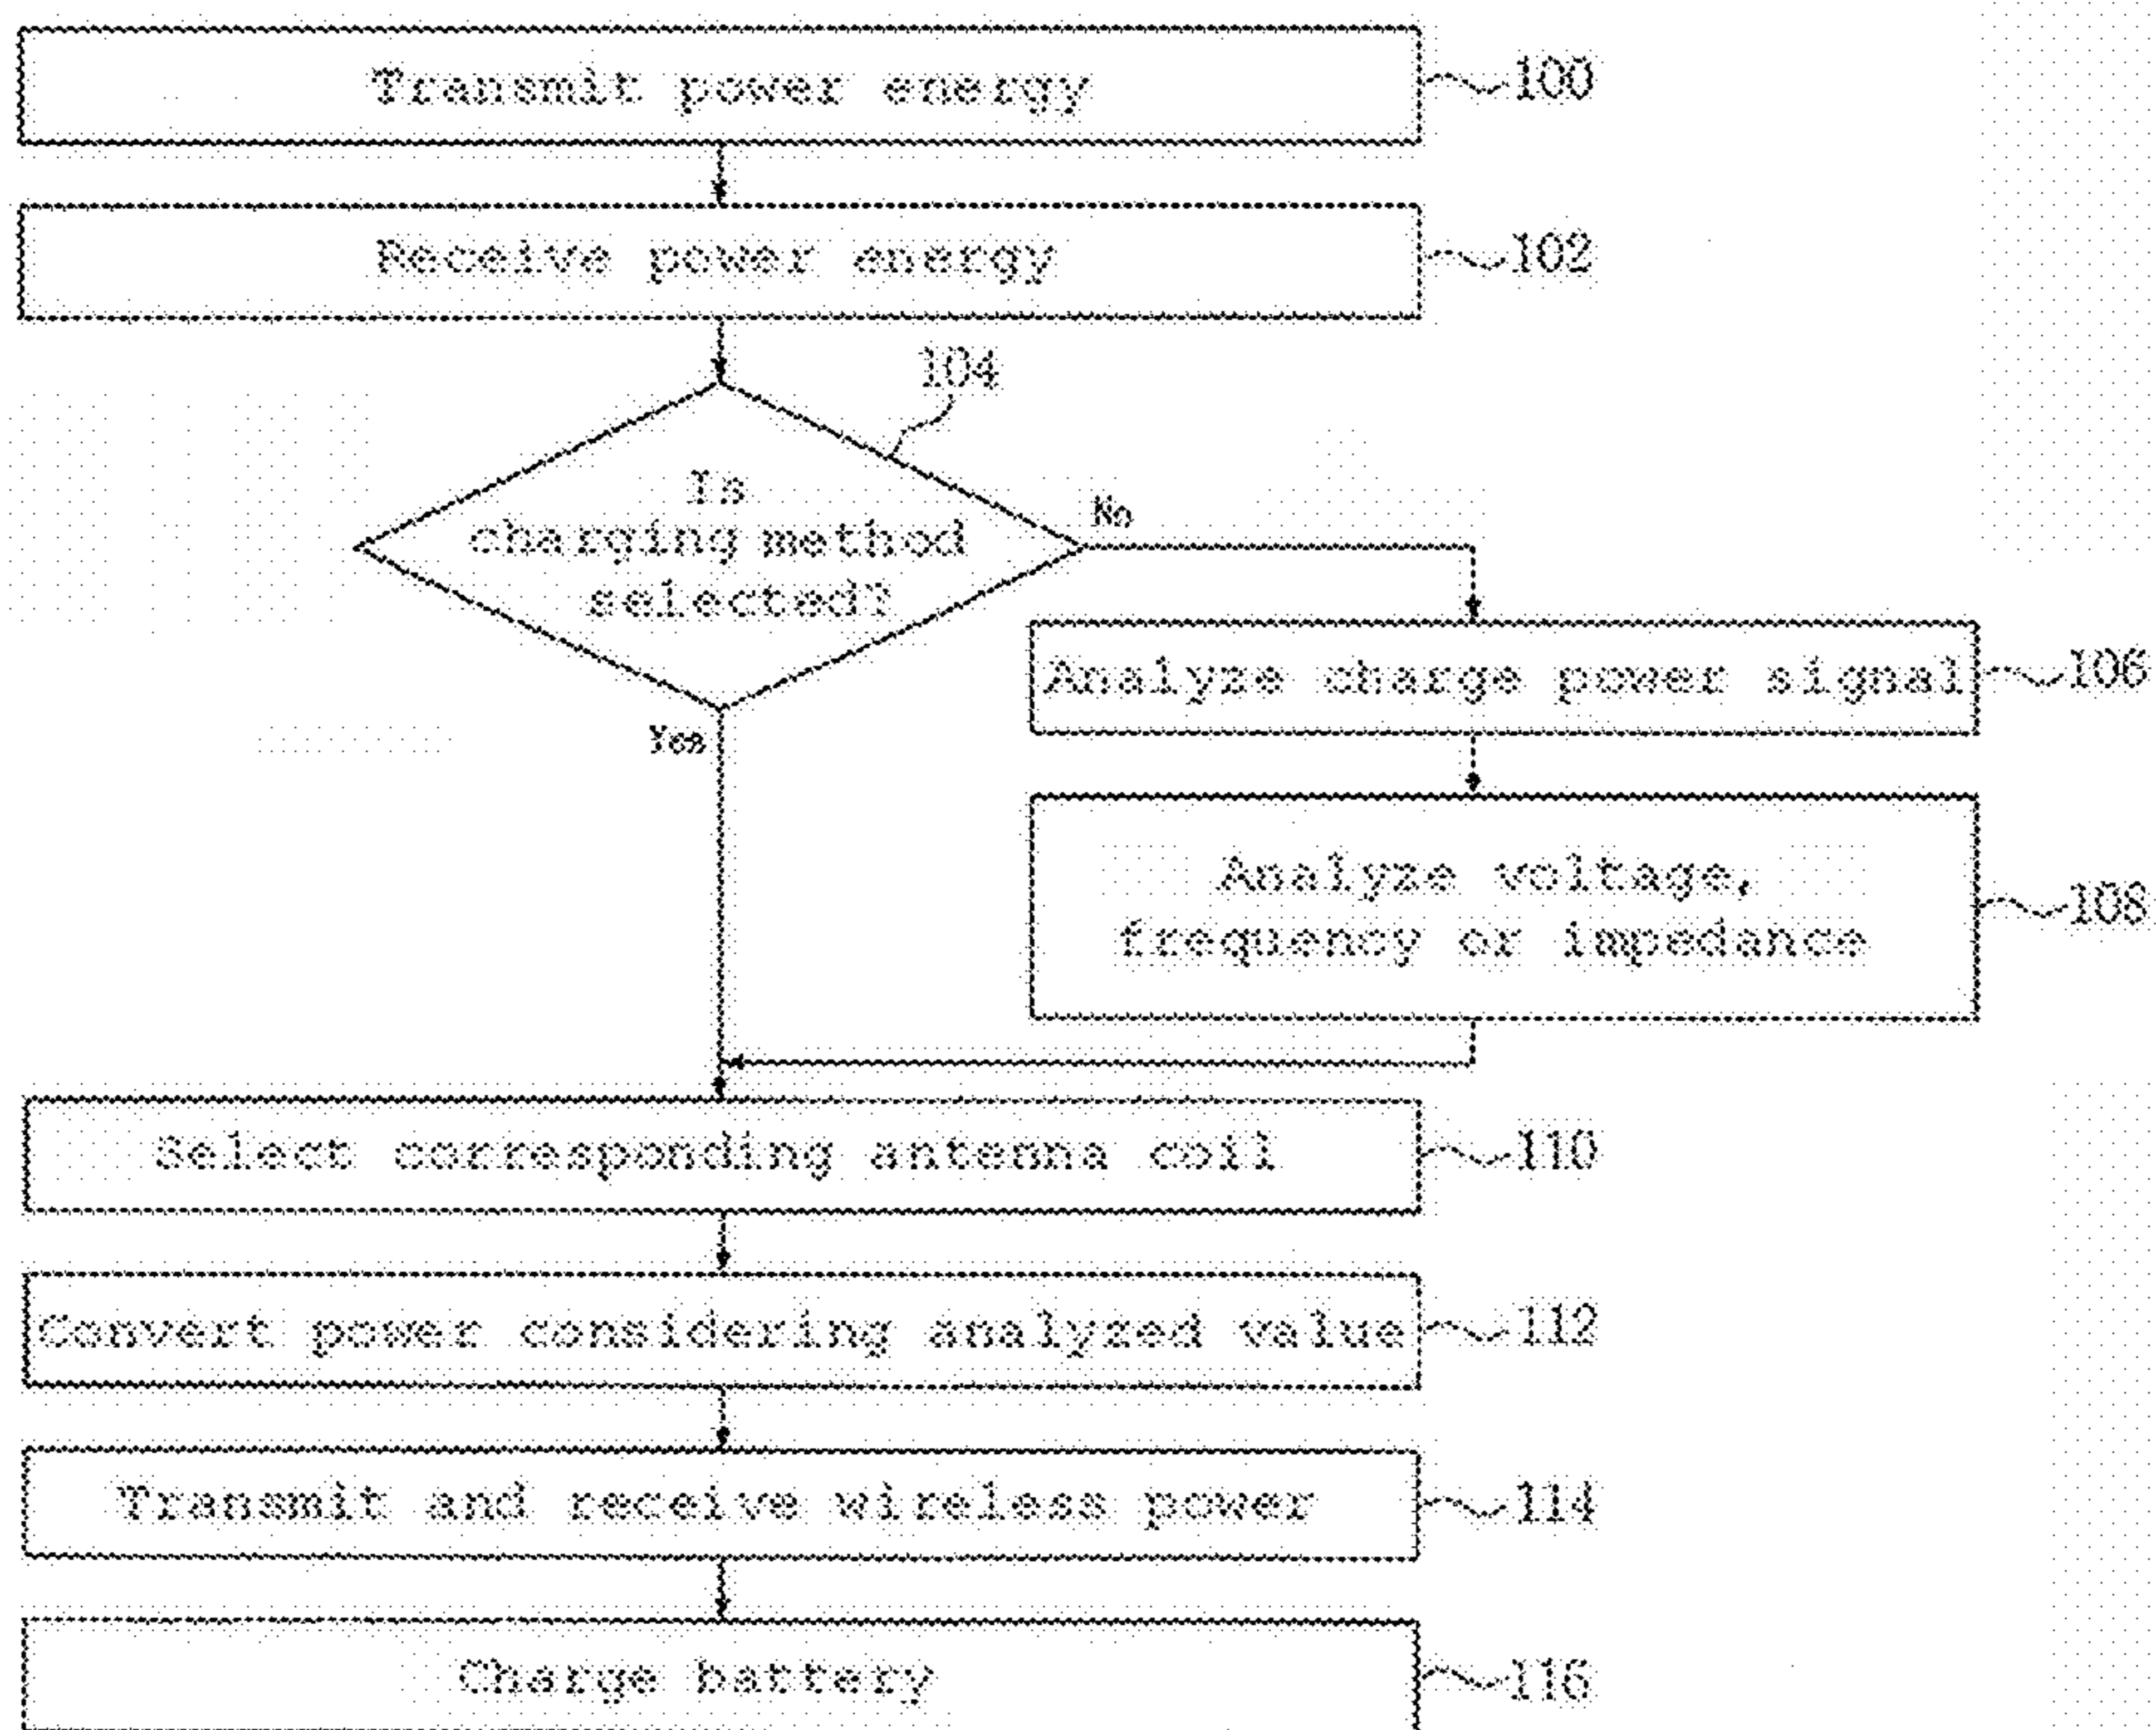 Transmit power energy 100
Receive power energy 102
104
Is
charging method
selected?
No
Analyze charge power signal 106
Yes
Analyze voltage,
frequency or impedance
108
Select corresponding antenna coil 110
Convert power considering analyzed value 112
Transmit and receive wireless power 114
Charge battery 116